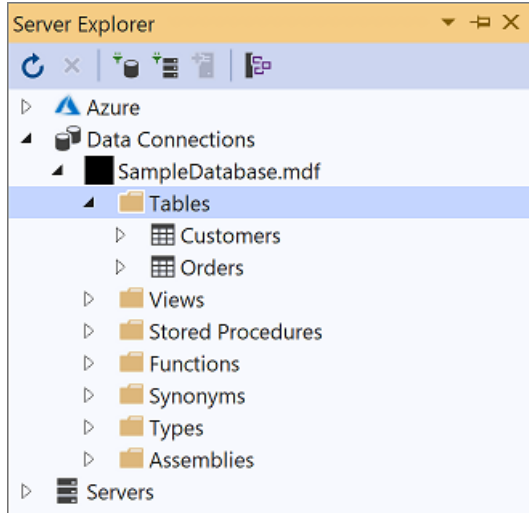 Server Explorer
Azure
Data Connections
SampleDatabase.mdf
Tables
Customers
Orders
Views
Stored Procedures
Functions
Synonyms
Types
Assemblies
Servers